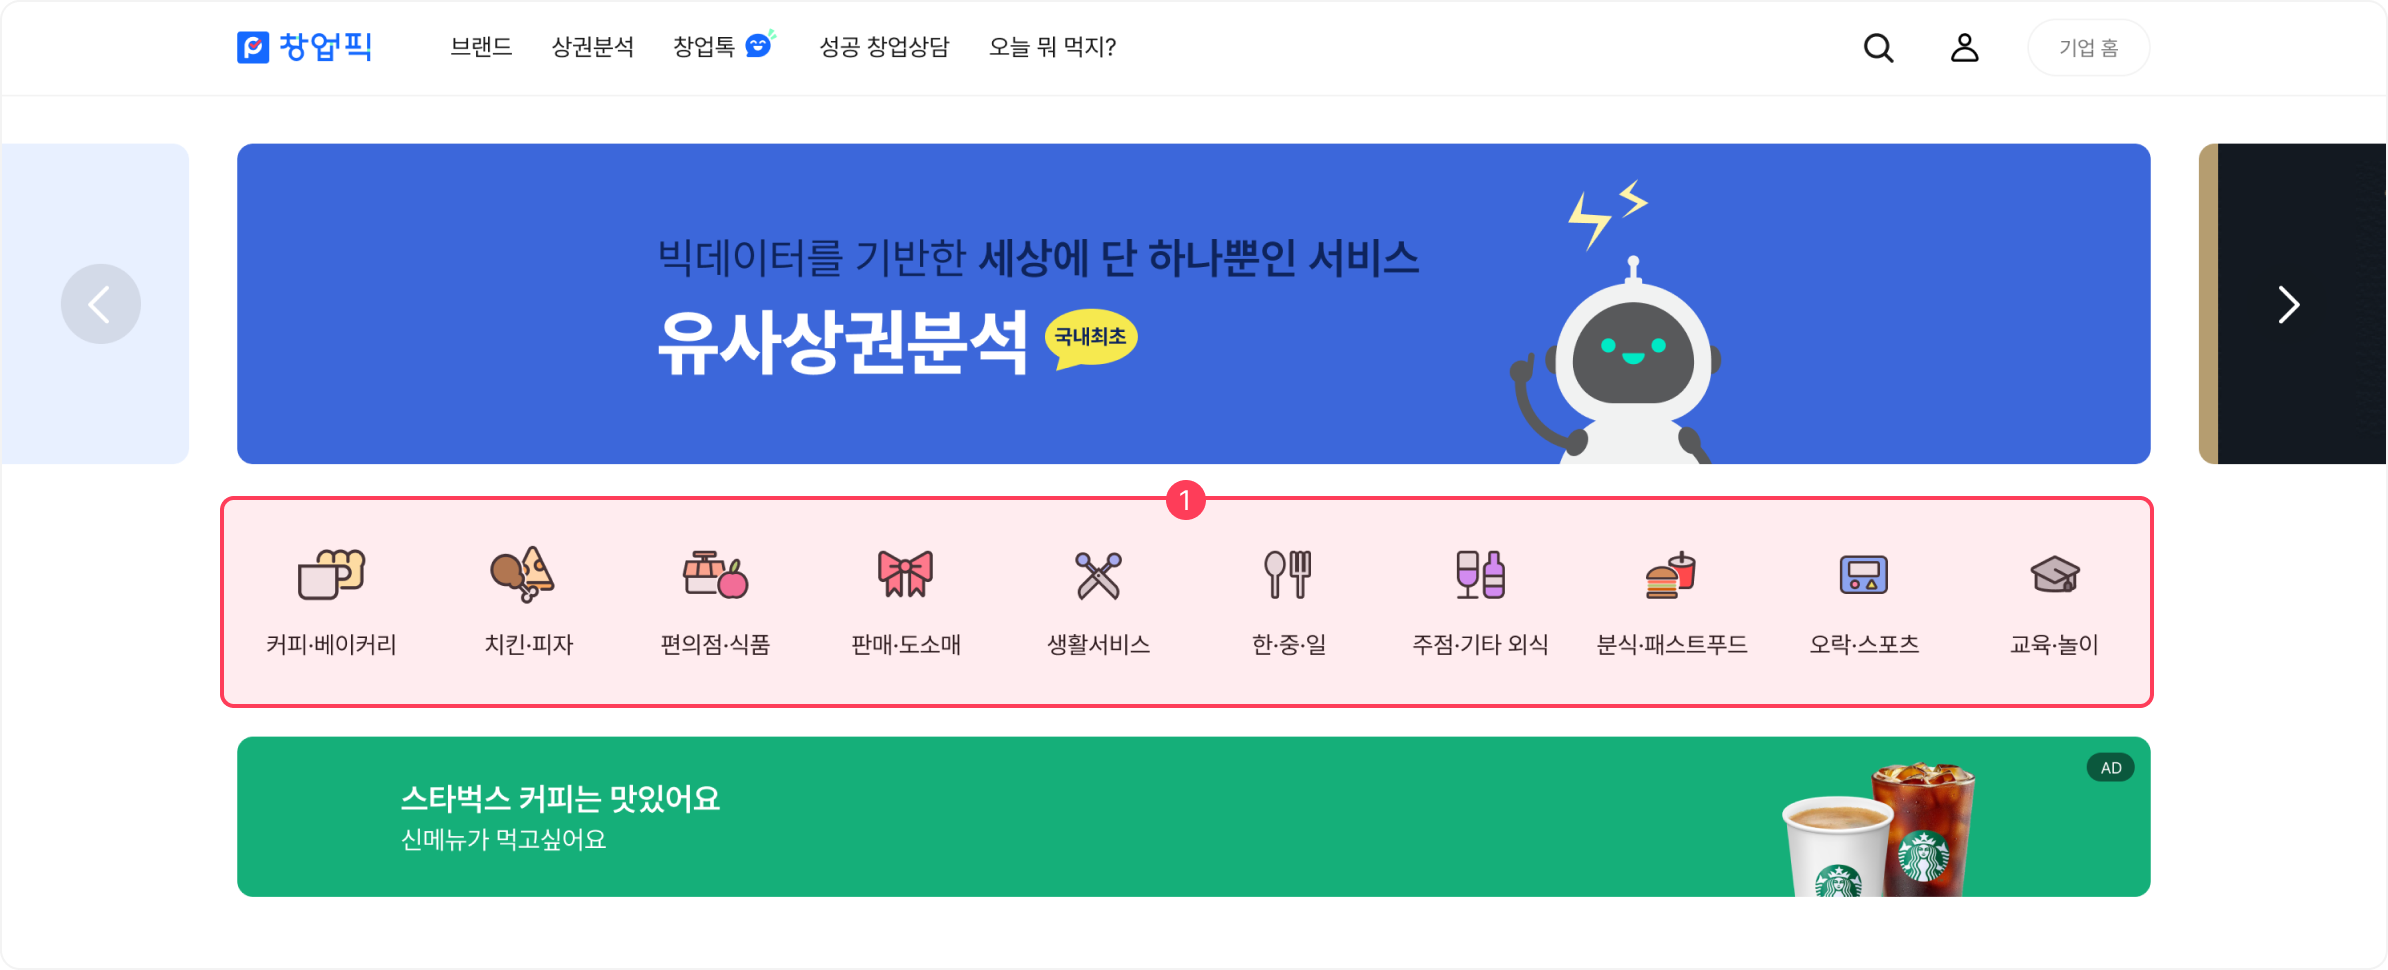 창업픽
브랜드
상권분석
창업톡
성공 창업상담
오늘 뭐 먹지?
기업 홈
빅데이터를 기반한 세상에 단 하나뿐인 서비스
유사상권분석
국내최초
1
커피·베이커리
치킨·피자
편의점·식품
판매·도소매
생활서비스
한·중·일
주점·기타 외식
분식·패스트푸드
오락·스포츠
교육·놀이
스타벅스 커피는 맛있어요
신메뉴가 먹고싶어요
AD